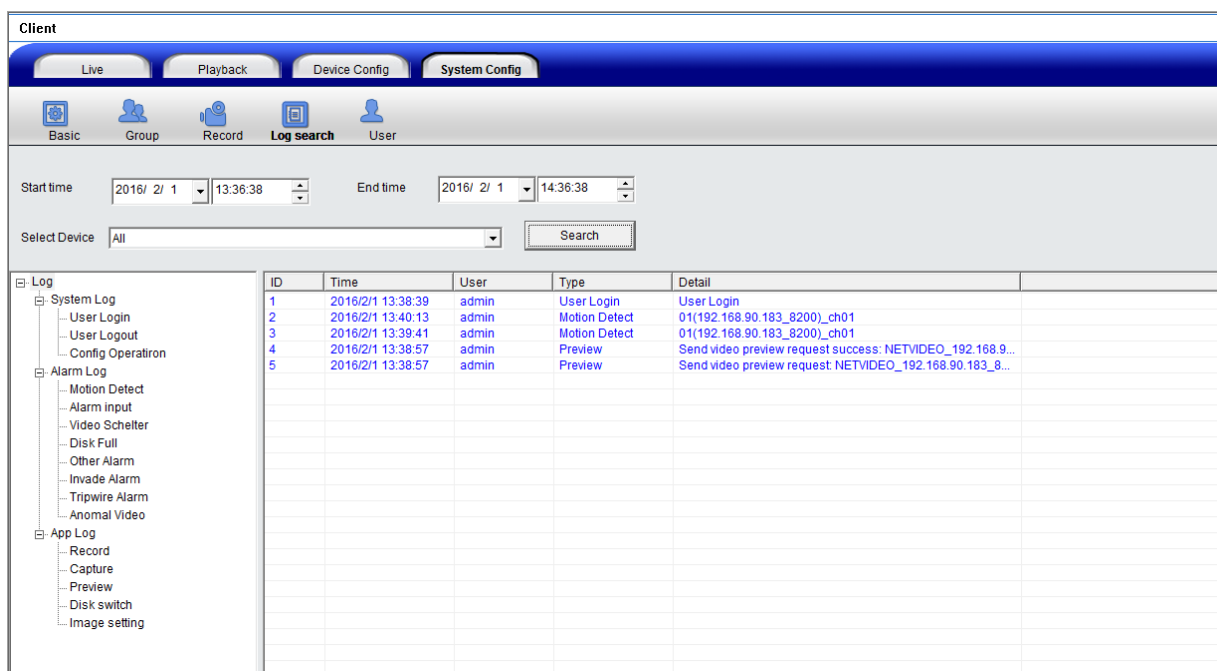 Client
Live Playback Device Config System Config
Basic Group Record Log search User
Start time 2016/ 2/ 1 13:36:38 End time 2016/ 2/ 1 14:36:38
Select Device All Search
Log
System Log
User Login
User Logout
Config Operatiron
Alarm Log
Motion Detect
Alarm input
Video Schelter
Disk Full
Other Alarm
Invade Alarm
Tripwire Alarm
Anomal Video
App Log
Record
Capture
Preview
Disk switch
Image setting
ID Time User Type Detail
1 2016/2/1 13:38:39 admin User Login User Login
2 2016/2/1 13:40:13 admin Motion Detect 01(192.168.90.183_8200)_ch01
3 2016/2/1 13:39:41 admin Motion Detect 01(192.168.90.183_8200)_ch01
4 2016/2/1 13:38:57 admin Preview Send video preview request success: NETVIDEO_192.168.9...
5 2016/2/1 13:38:57 admin Preview Send video preview request: NETVIDEO_192.168.90.183_8...